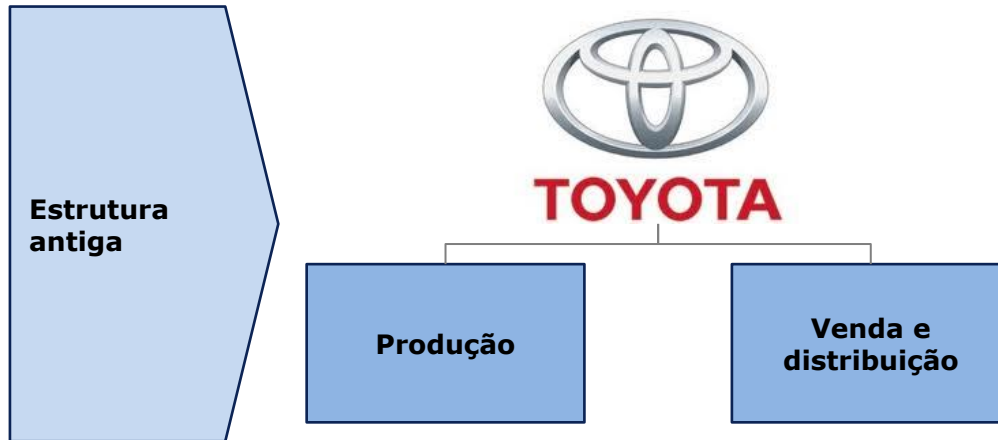 Estrutura
antiga
TOYOTA
Produção
Venda e
distribuição